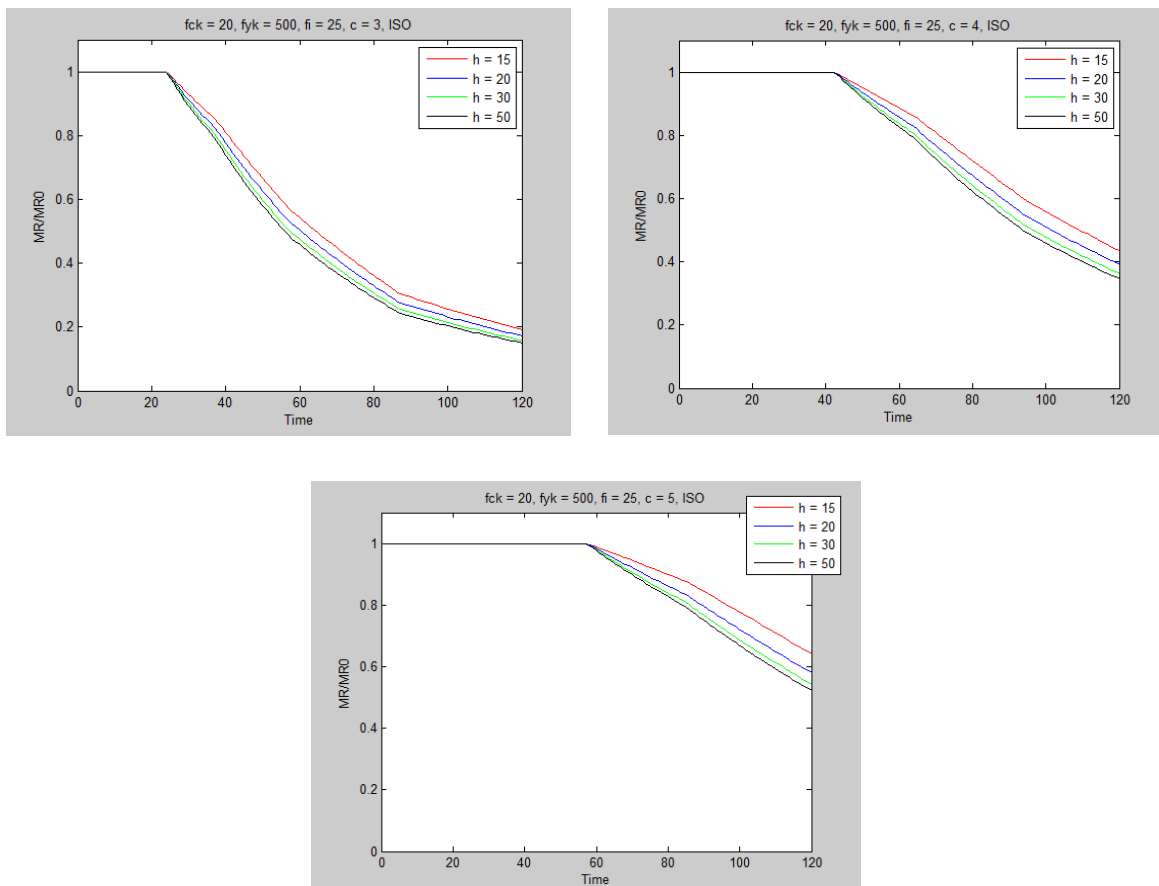 fck = 20, fyk = 500, fi = 25, c = 3, ISO
h = 15
h = 20
h = 30
h = 50
1
0.8
0.6
0.4
0.2
0
MR/MR0
0 20 40 60 80 100 120
Time
fck = 20, fyk = 500, fi = 25, c = 4, ISO
h = 15
h = 20
h = 30
h = 50
1
0.8
0.6
0.4
0.2
0
MR/MR0
0 20 40 60 80 100 120
Time
fck = 20, fyk = 500, fi = 25, c = 5, ISO
h = 15
h = 20
h = 30
h = 50
1
0.8
0.6
0.4
0.2
0
MR/MR0
0 20 40 60 80 100 120
Time